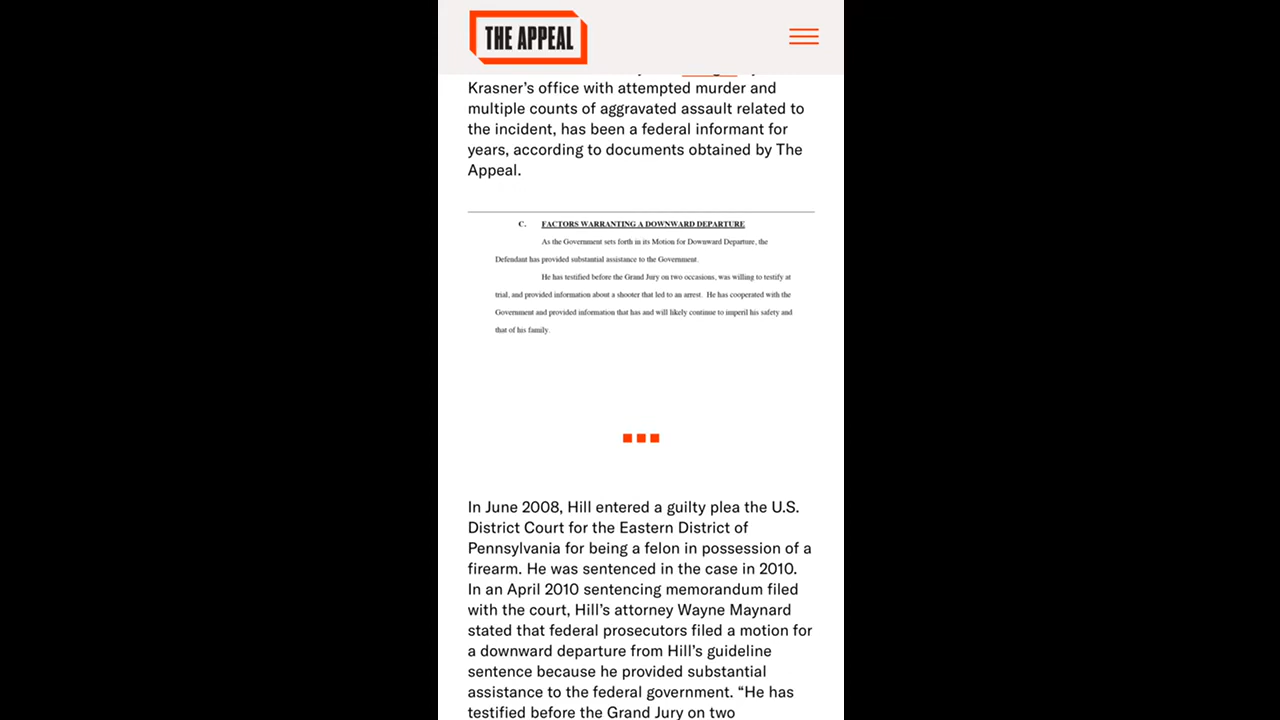 THE APPEAL
Krasner’s office with attempted murder and
multiple counts of aggravated assault related to
the incident, has been a federal informant for
years, according to documents obtained by The
Appeal.
C. FACTORS WARRANTING A DOWNWARD DEPARTURE
As the Government sets forth in its Motion for Downward Departure, the
Defendant has provided substantial assistance to the Government.
He has testified before the Grand Jury on two occasions, was willing to testify at
trial, and provided information about a shooter that led to an arrest. He has cooperated with the
Government and provided information that has and will likely continue to imperil his safety and
that of his family.
In June 2008, Hill entered a guilty plea the U.S.
District Court for the Eastern District of
Pennsylvania for being a felon in possession of a
firearm. He was sentenced in the case in 2010.
In an April 2010 sentencing memorandum filed
with the court, Hill’s attorney Wayne Maynard
stated that federal prosecutors filed a motion for
a downward departure from Hill’s guideline
sentence because he provided substantial
assistance to the federal government. “He has
testified before the Grand Jury on two